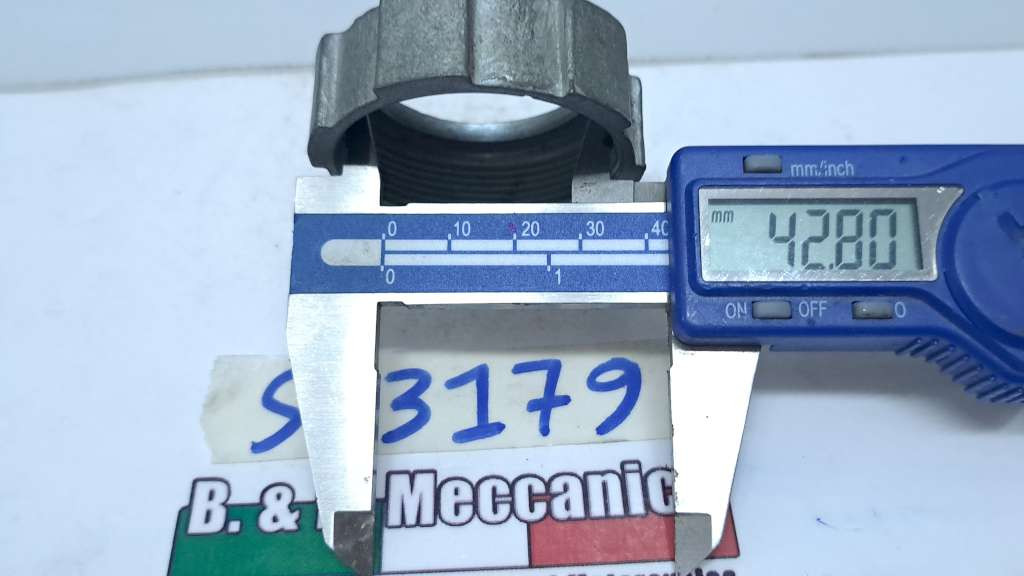 mm/inch
mm 42.80
0 10 20 30 40
0 1
ON OFF 0
S 3179
B. & Meccanic